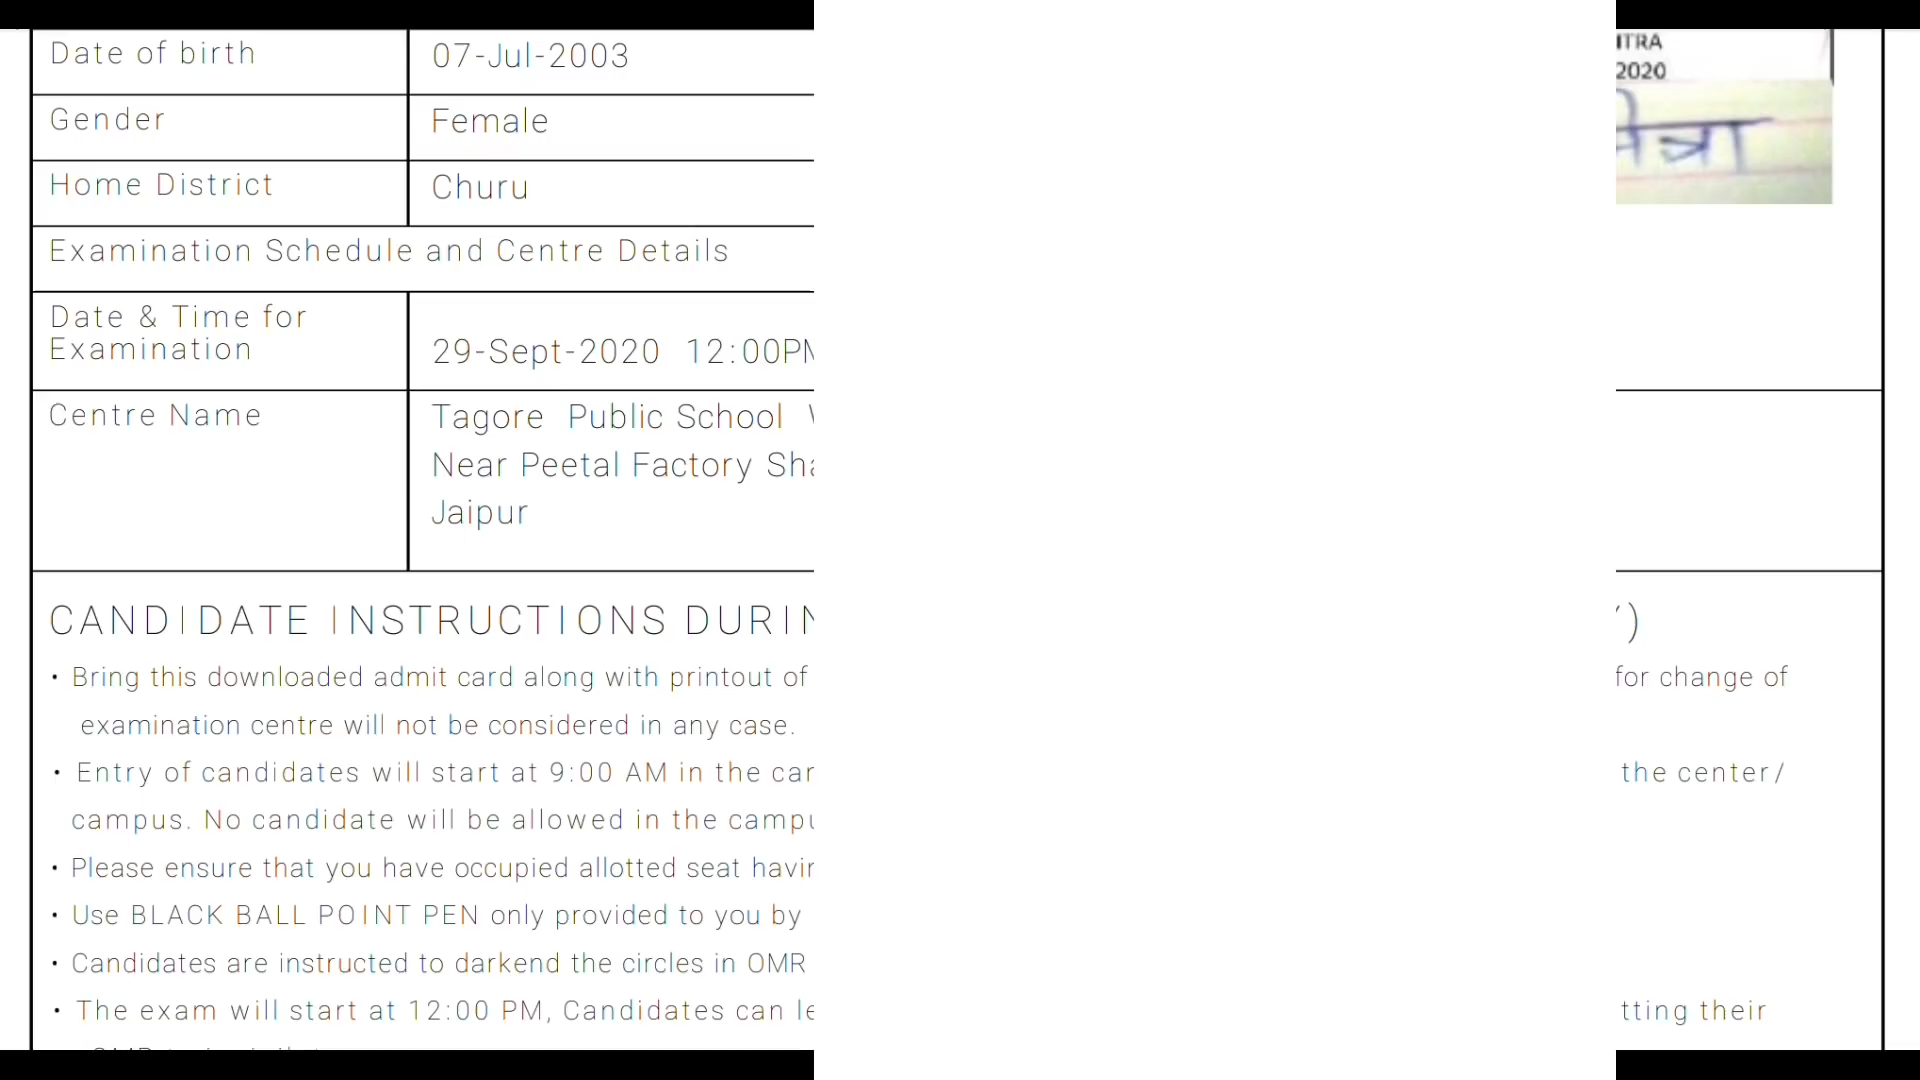 Date of birth 07-Jul-2003
ITRA
2020
Gender Female
Home District Churu
Examination Schedule and Centre Details
Date & Time for
Examination 29-Sept-2020 12:00PM
Centre Name Tagore Public School
Near Peetal Factory
Jaipur
CANDIDATE INSTRUCTIONS
')
• Bring this downloaded admit card along with printout of for change of
examination centre will not be considered in any case.
• Entry of candidates will start at 9:00 AM in the the center/
campus. No candidate will be allowed in the
• Please ensure that you have occupied allotted seat
• Use BLACK BALL POINT PEN only provided to you by
• Candidates are instructed to darkend the circles in OMR
• The exam will start at 12:00 PM, Candidates can tting their